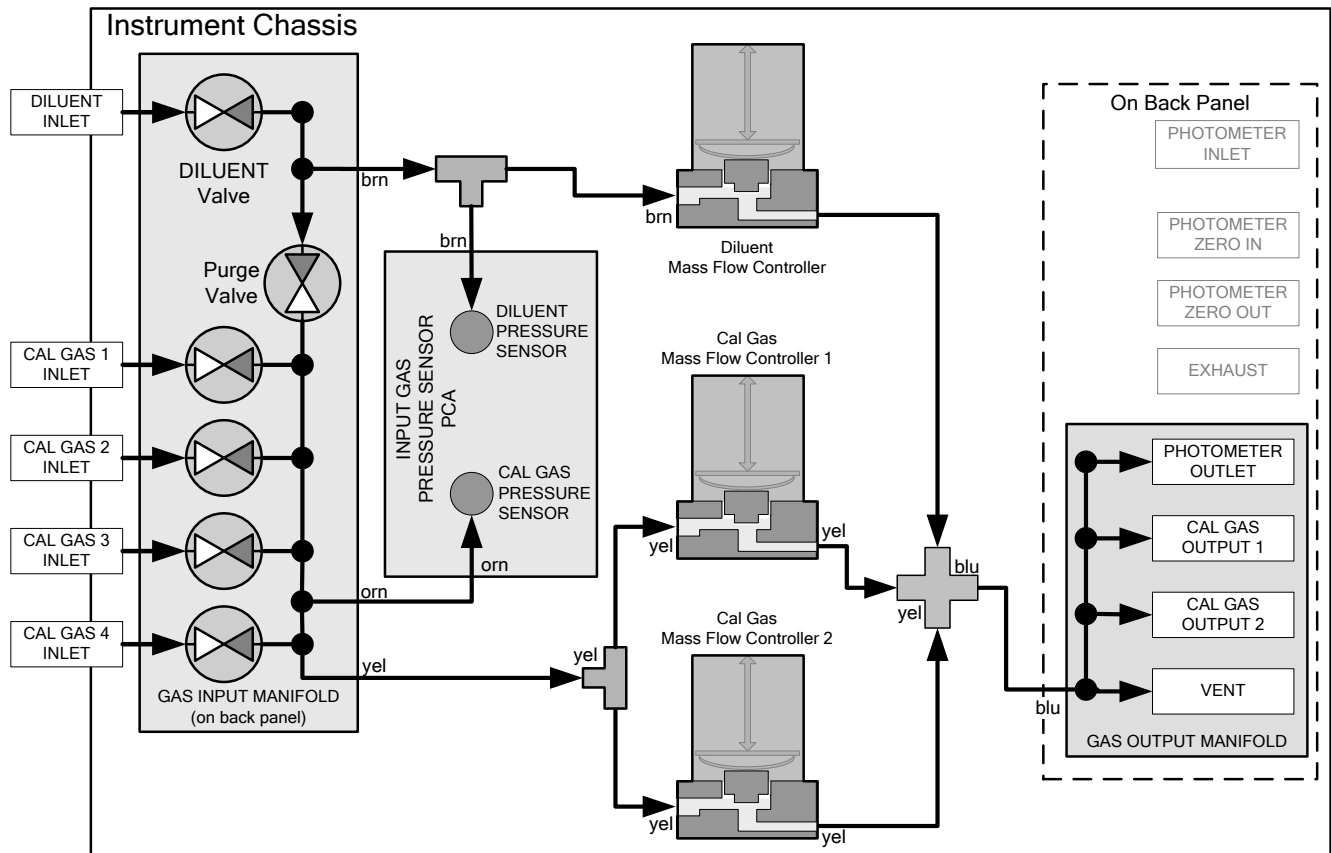 Instrument Chassis
DILUENT
INLET
DILUENT
Valve
Purge
Valve
CAL GAS 1
INLET
CAL GAS 2
INLET
CAL GAS 3
INLET
CAL GAS 4
INLET
GAS INPUT MANIFOLD
(on back panel)
brn
brn
brn
orn
yel
INPUT GAS
PRESSURE SENSOR
PCA
DILUENT
PRESSURE
SENSOR
CAL GAS
PRESSURE
SENSOR
Diluent
Mass Flow Controller
Cal Gas
Mass Flow Controller 1
yel
yel
yel
Cal Gas
Mass Flow Controller 2
yel
yel
yel
blu
blu
On Back Panel
PHOTOMETER
INLET
PHOTOMETER
ZERO IN
PHOTOMETER
ZERO OUT
EXHAUST
PHOTOMETER
OUTLET
CAL GAS
OUTPUT 1
CAL GAS
OUTPUT 2
VENT
GAS OUTPUT MANIFOLD